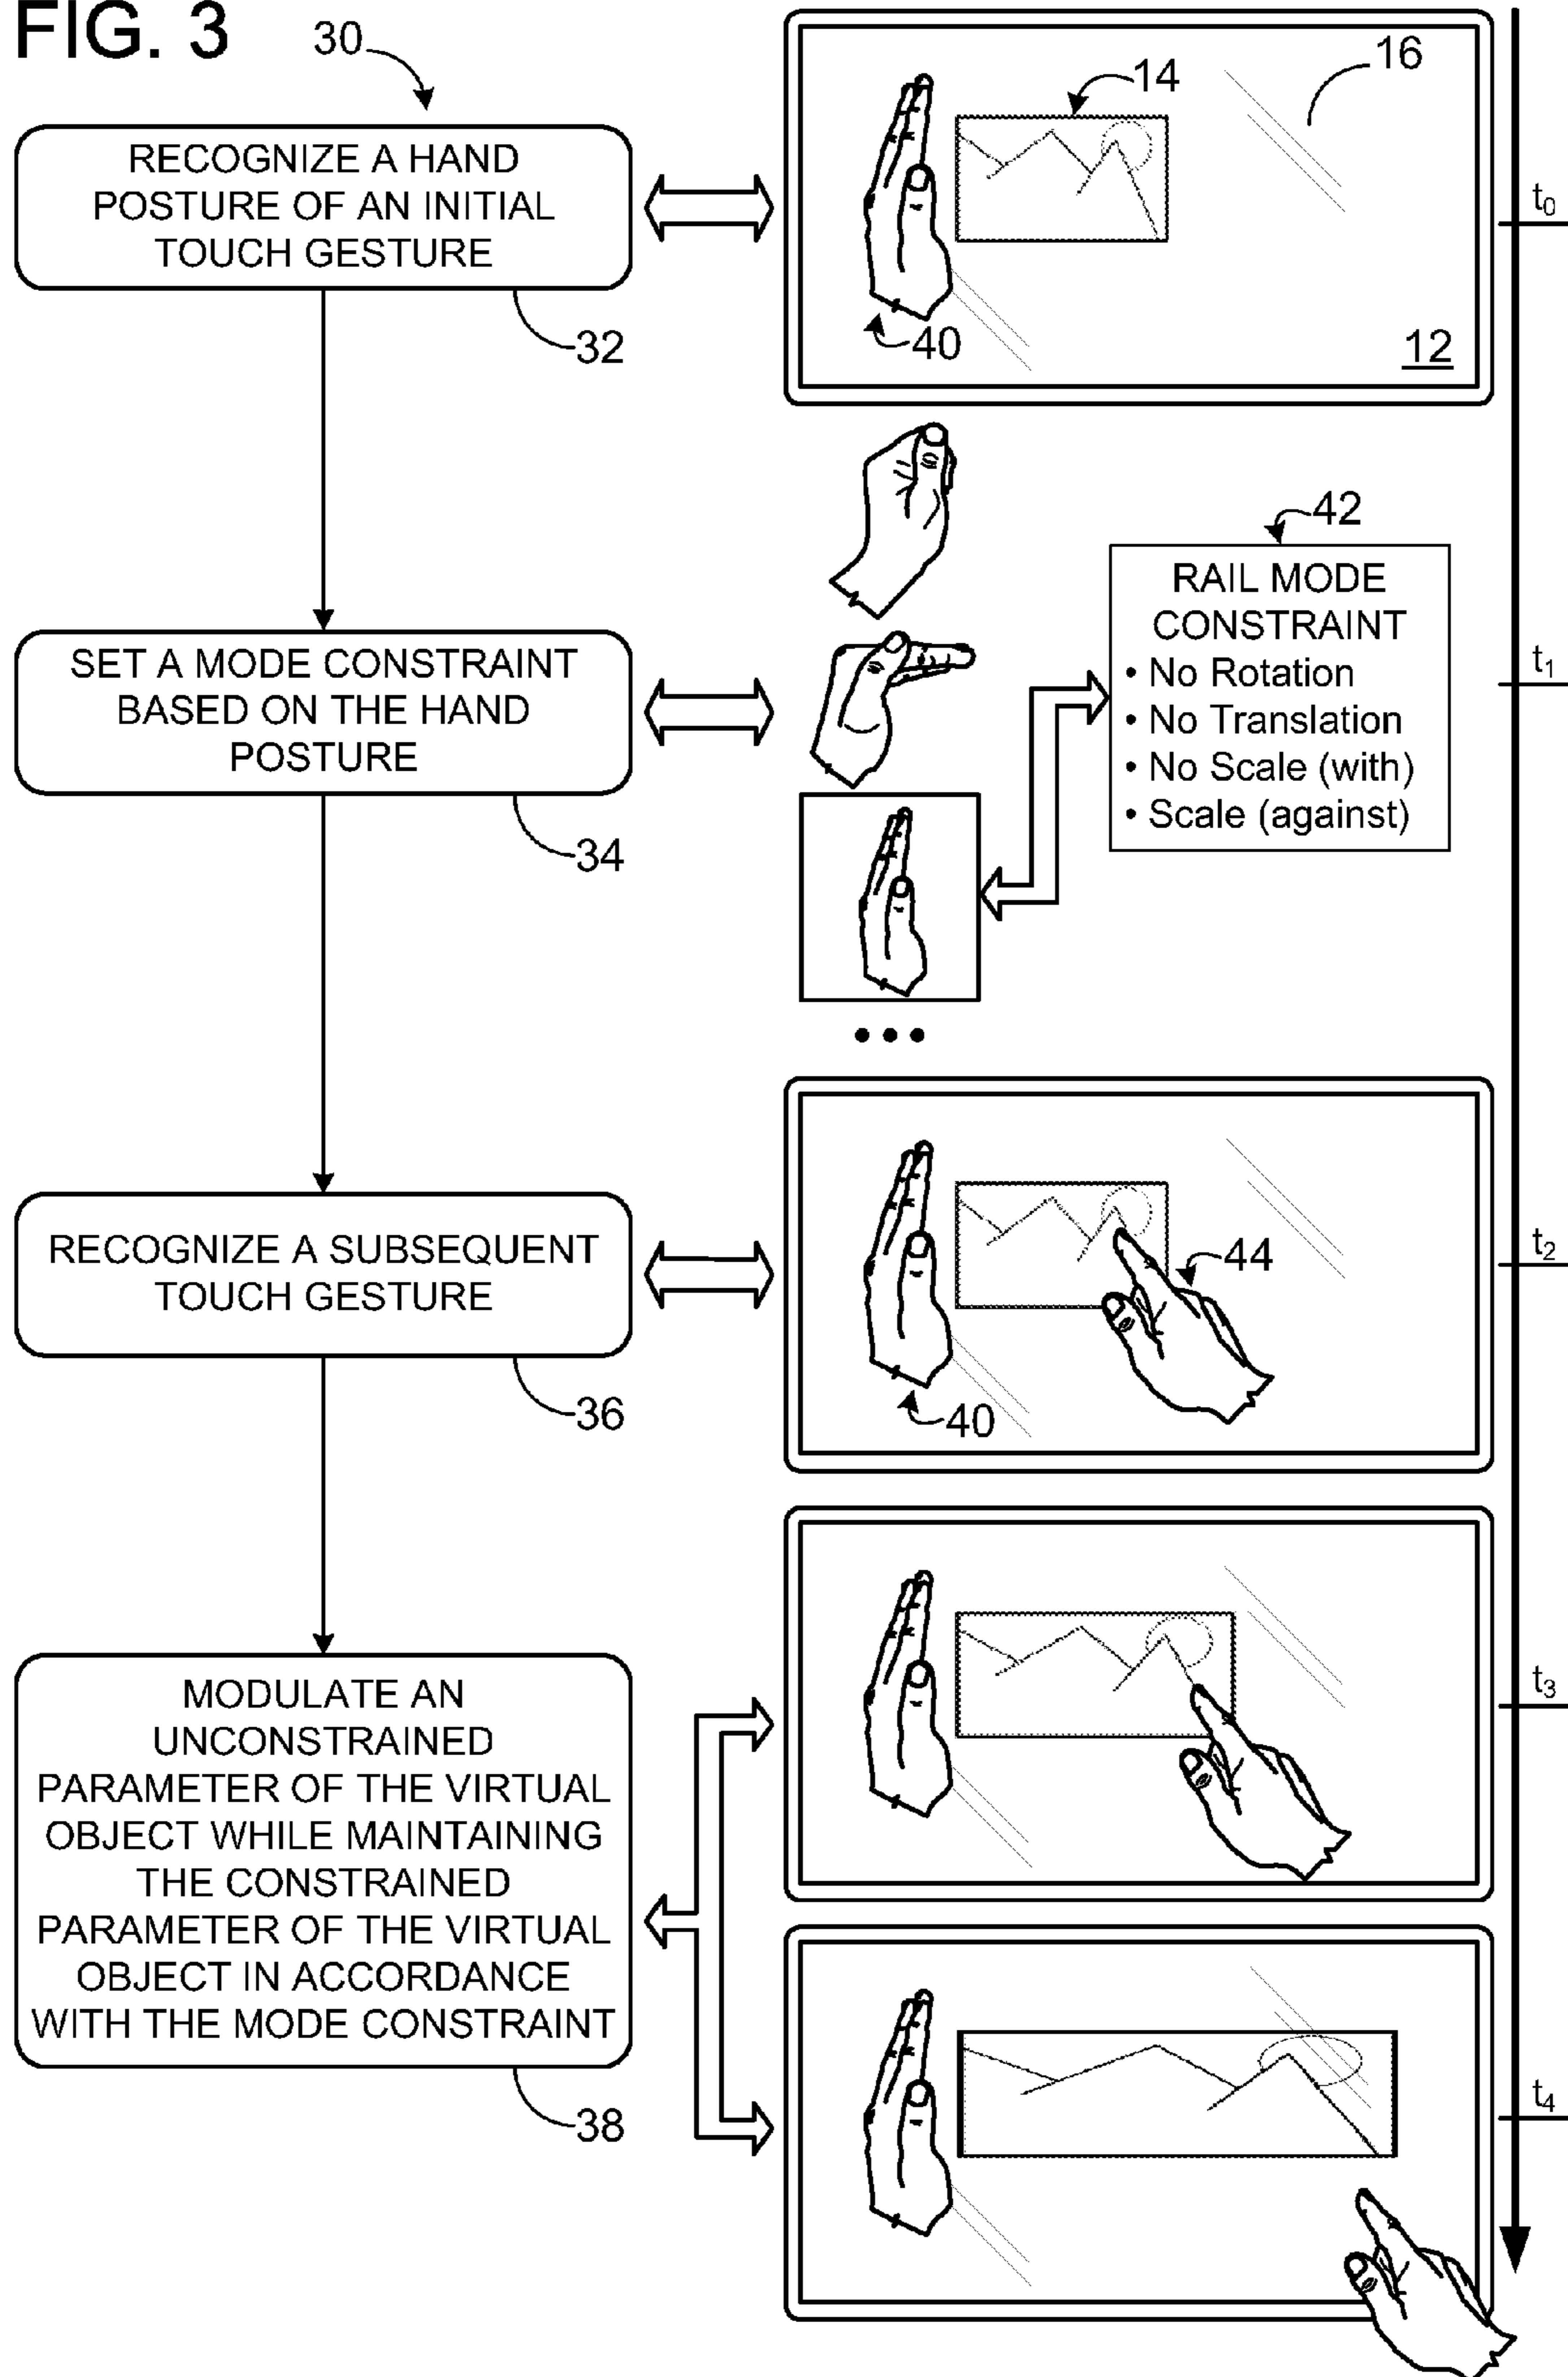 FIG. 3
30
RECOGNIZE A HAND
POSTURE OF AN INITIAL
TOUCH GESTURE
32
14
16
40
12
t0
SET A MODE CONSTRAINT
BASED ON THE HAND
POSTURE
34
42
RAIL MODE
CONSTRAINT
• No Rotation
• No Translation
• No Scale (with)
• Scale (against)
t1
• • •
RECOGNIZE A SUBSEQUENT
TOUCH GESTURE
36
44
40
t2
MODULATE AN
UNCONSTRAINED
PARAMETER OF THE VIRTUAL
OBJECT WHILE MAINTAINING
THE CONSTRAINED
PARAMETER OF THE VIRTUAL
OBJECT IN ACCORDANCE
WITH THE MODE CONSTRAINT
38
t3
t4